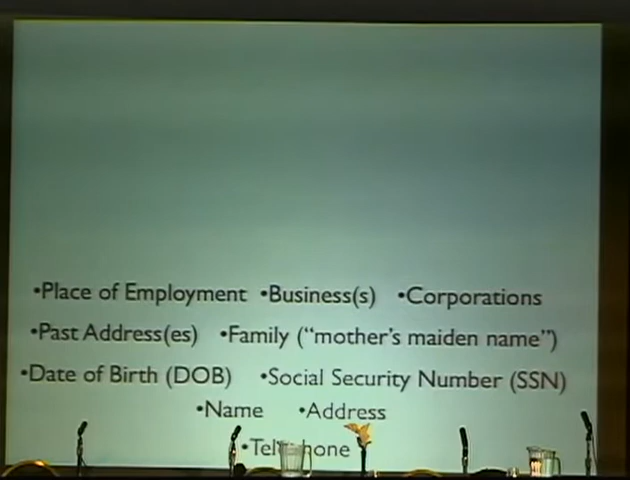 •Place of Employment •Business(s) •Corporations
•Past Address(es) •Family ("mother's maiden name")
•Date of Birth (DOB) •Social Security Number (SSN)
•Name •Address
•Telephone